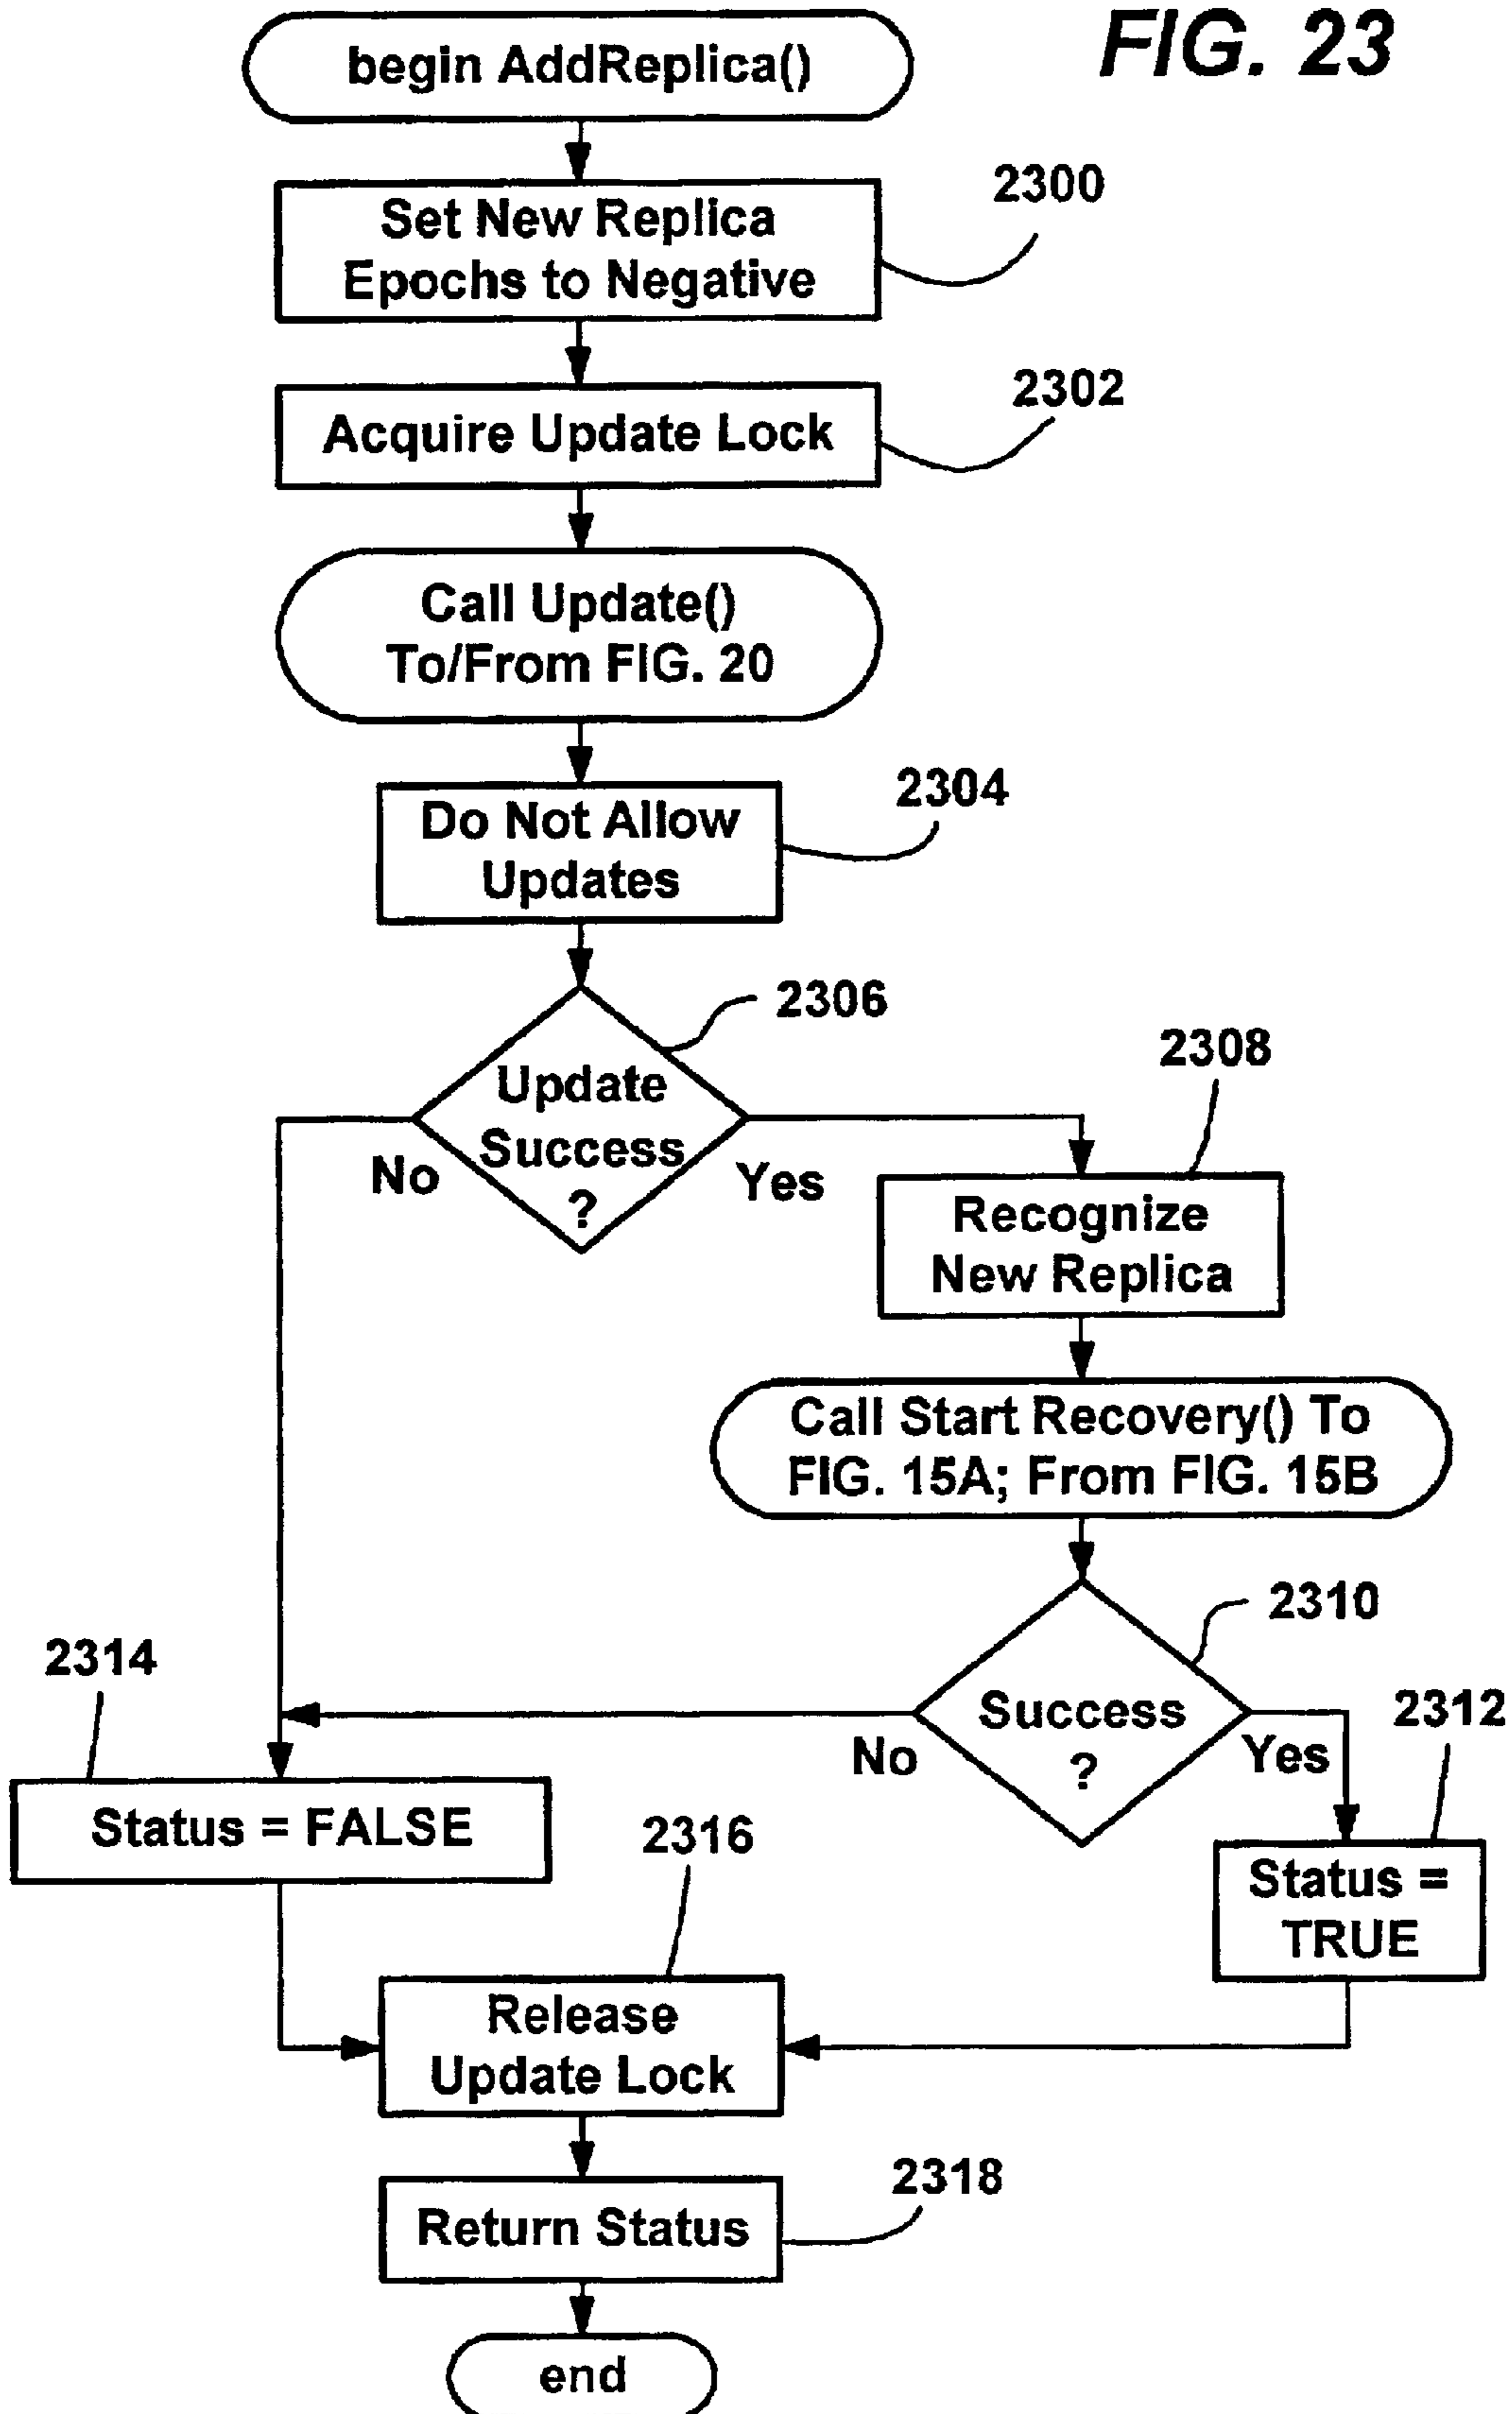 FIG. 23
begin AddReplica()
2300
Set New Replica
Epochs to Negative
2302
Acquire Update Lock
Call Update()
To/From FIG. 20
2304
Do Not Allow
Updates
2306
Update
Success
?
No
Yes
2308
Recognize
New Replica
Call Start Recovery() To
FIG. 15A; From FIG. 15B
2310
Success
?
No
Yes
2312
Status =
TRUE
2314
Status = FALSE
2316
Release
Update Lock
2318
Return Status
end